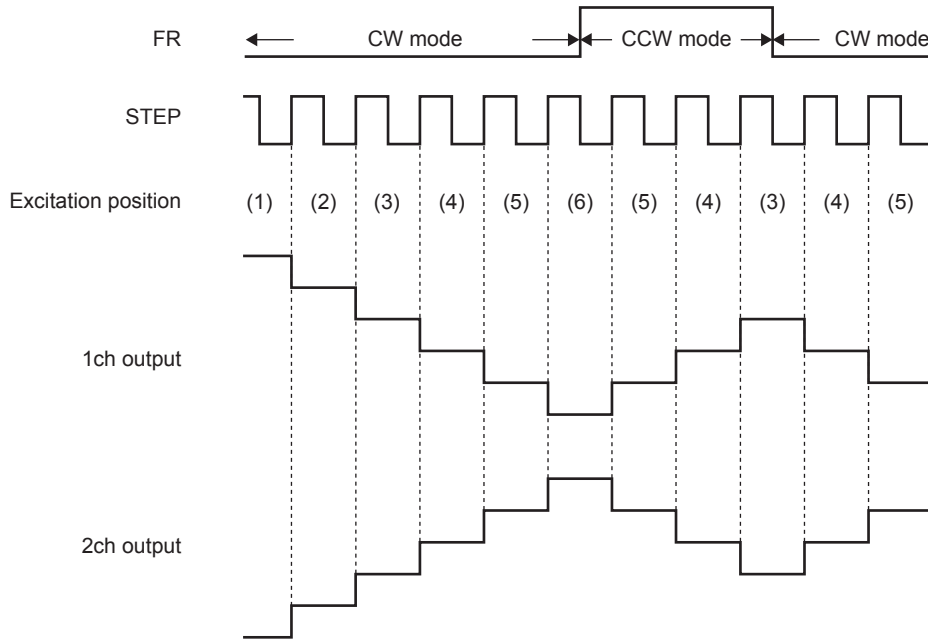 FR CW mode CCW mode CW mode
STEP
Excitation position (1) (2) (3) (4) (5) (6) (5) (4) (3) (4) (5)
1ch output
2ch output